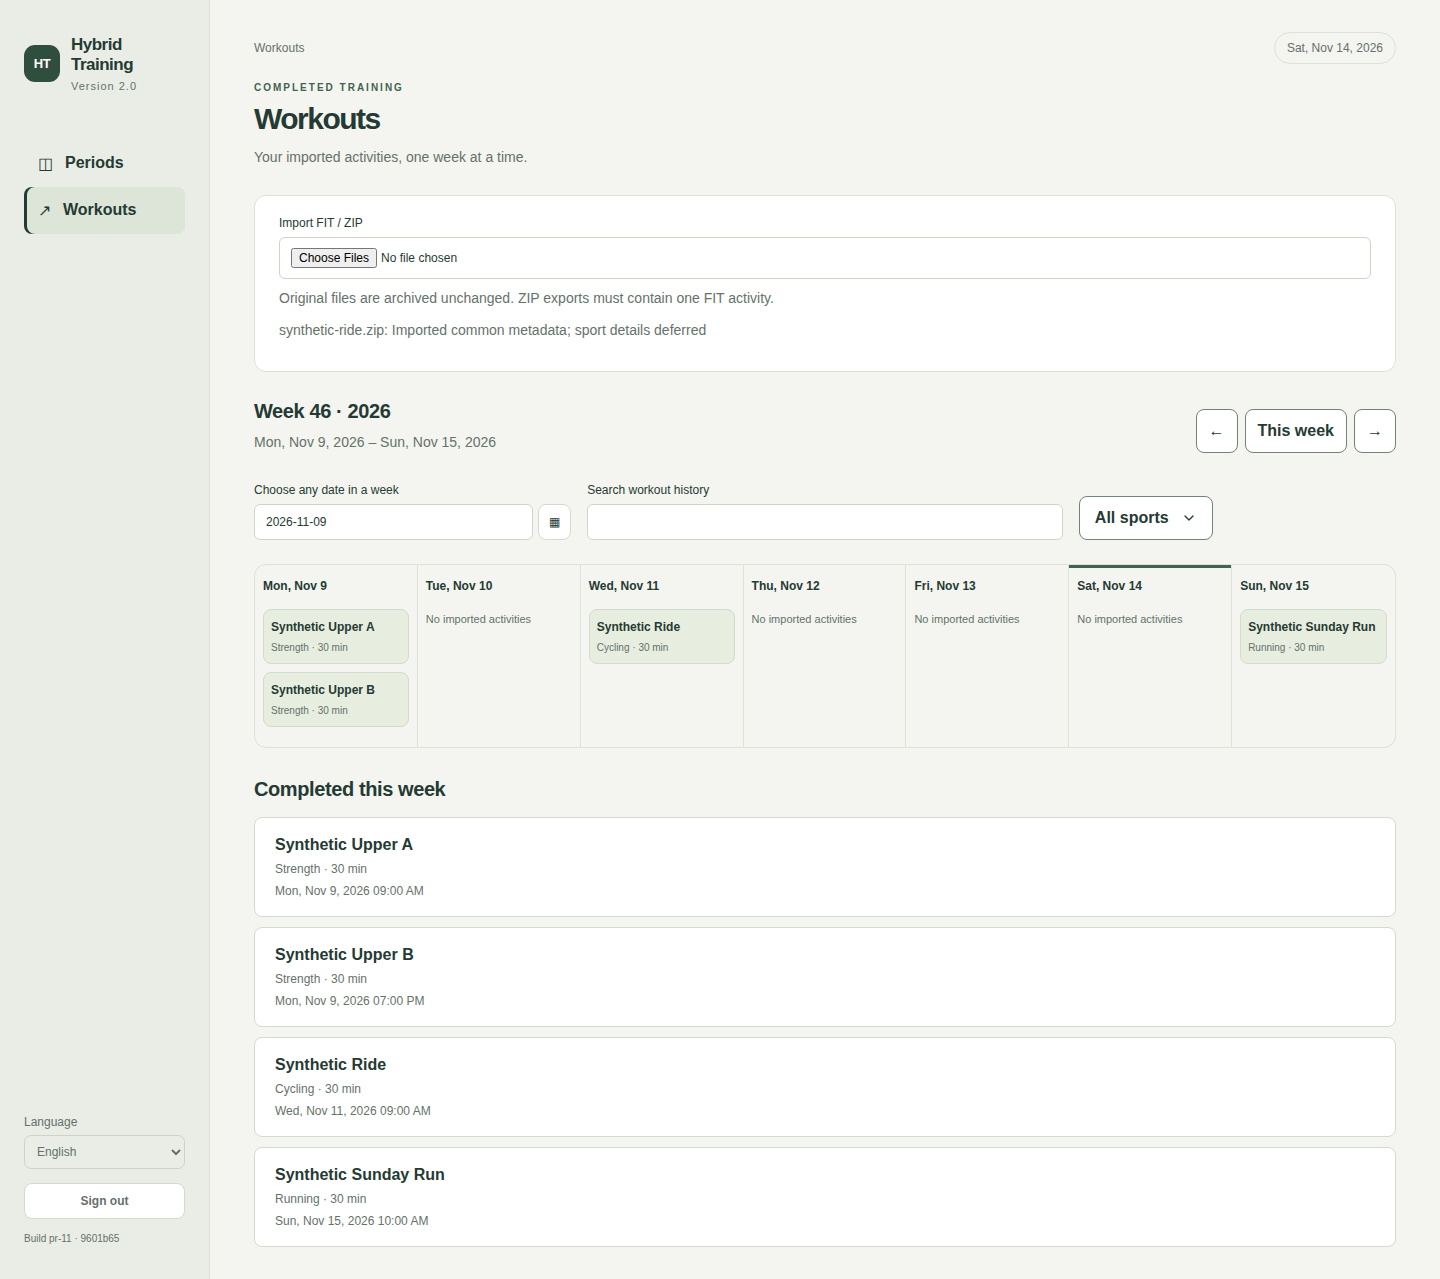 HT
Hybrid
Training
Version 2.0
Periods
Workouts
Language
English
Sign out
Build pr-11 · 9601b65
Workouts
Sat, Nov 14, 2026
COMPLETED TRAINING
Workouts
Your imported activities, one week at a time.
Import FIT / ZIP
Choose Files No file chosen
Original files are archived unchanged. ZIP exports must contain one FIT activity.
synthetic-ride.zip: Imported common metadata; sport details deferred
Week 46 · 2026
Mon, Nov 9, 2026 – Sun, Nov 15, 2026
←
This week
→
Choose any date in a week
2026-11-09
Search workout history
All sports
Mon, Nov 9
Synthetic Upper A
Strength · 30 min
Synthetic Upper B
Strength · 30 min
Tue, Nov 10
No imported activities
Wed, Nov 11
Synthetic Ride
Cycling · 30 min
Thu, Nov 12
No imported activities
Fri, Nov 13
No imported activities
Sat, Nov 14
No imported activities
Sun, Nov 15
Synthetic Sunday Run
Running · 30 min
Completed this week
Synthetic Upper A
Strength · 30 min
Mon, Nov 9, 2026 09:00 AM
Synthetic Upper B
Strength · 30 min
Mon, Nov 9, 2026 07:00 PM
Synthetic Ride
Cycling · 30 min
Wed, Nov 11, 2026 09:00 AM
Synthetic Sunday Run
Running · 30 min
Sun, Nov 15, 2026 10:00 AM